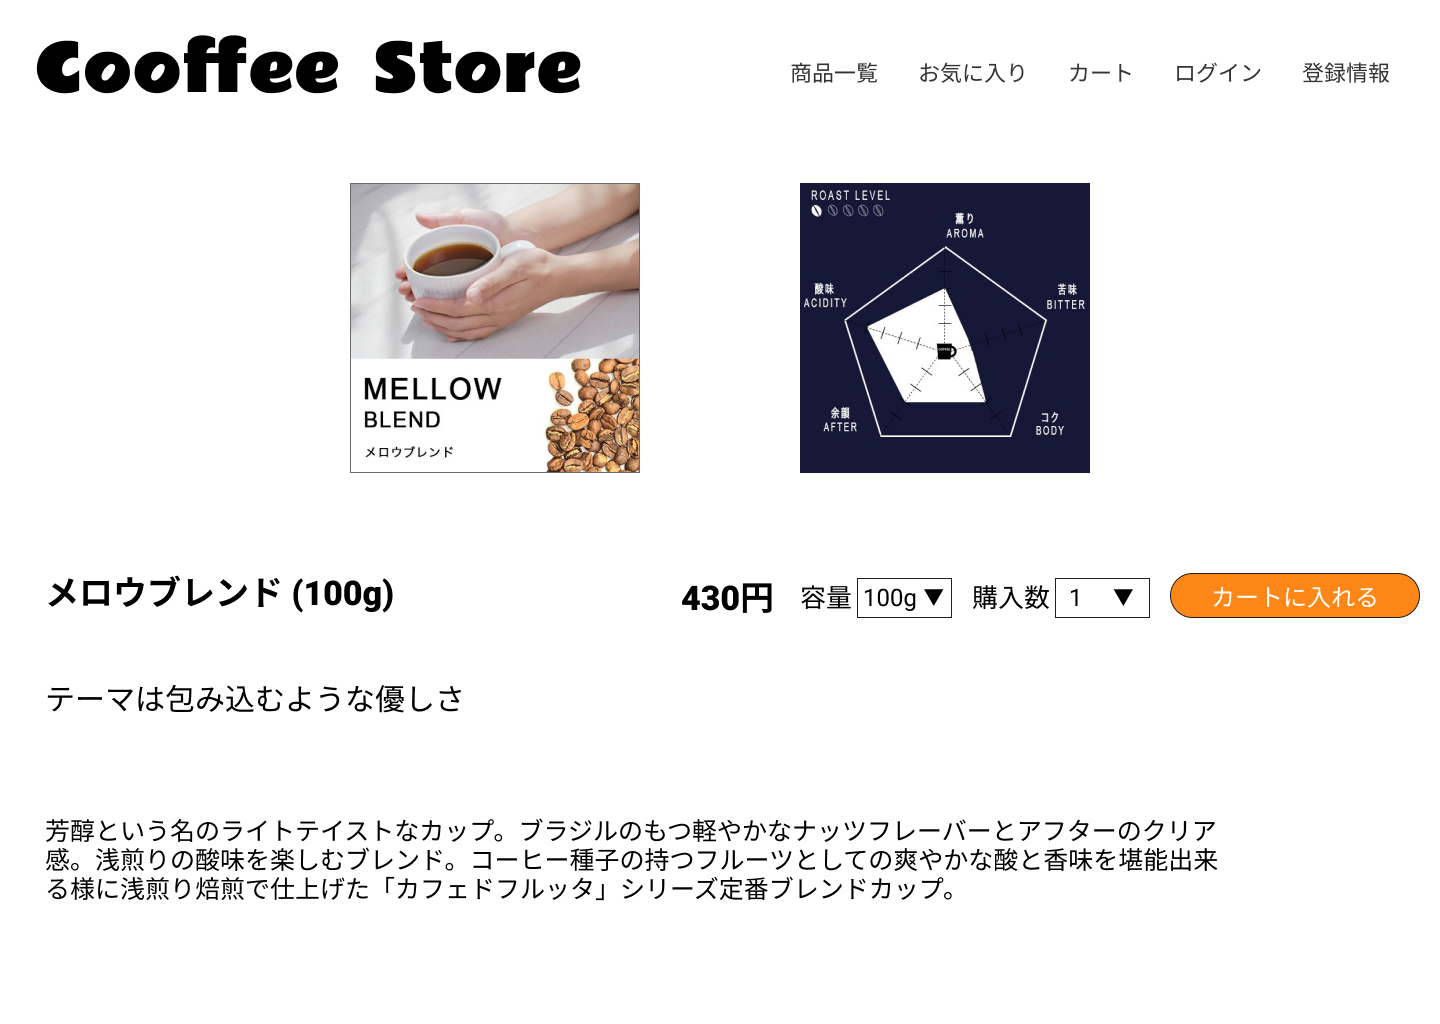 Cooffee Store
商品一覧 お気に入り カート ログイン 登録情報
MELLOW
BLEND
メロウブレンド
ROAST LEVEL
薫り
AROMA
酸味
ACIDITY
苦味
BITTER
余韻
AFTER
コク
BODY
メロウブレンド (100g)
430円 容量 100g ▼ 購入数 1 ▼ カートに入れる
テーマは包み込むような優しさ
芳醇という名のライトテイストなカップ。ブラジルのもつ軽やかなナッツフレーバーとアフターのクリア
感。浅煎りの酸味を楽しむブレンド。コーヒー種子の持つフルーツとしての爽やかな酸と香味を堪能出来
る様に浅煎り焙煎で仕上げた「カフェドフルッタ」シリーズ定番ブレンドカップ。